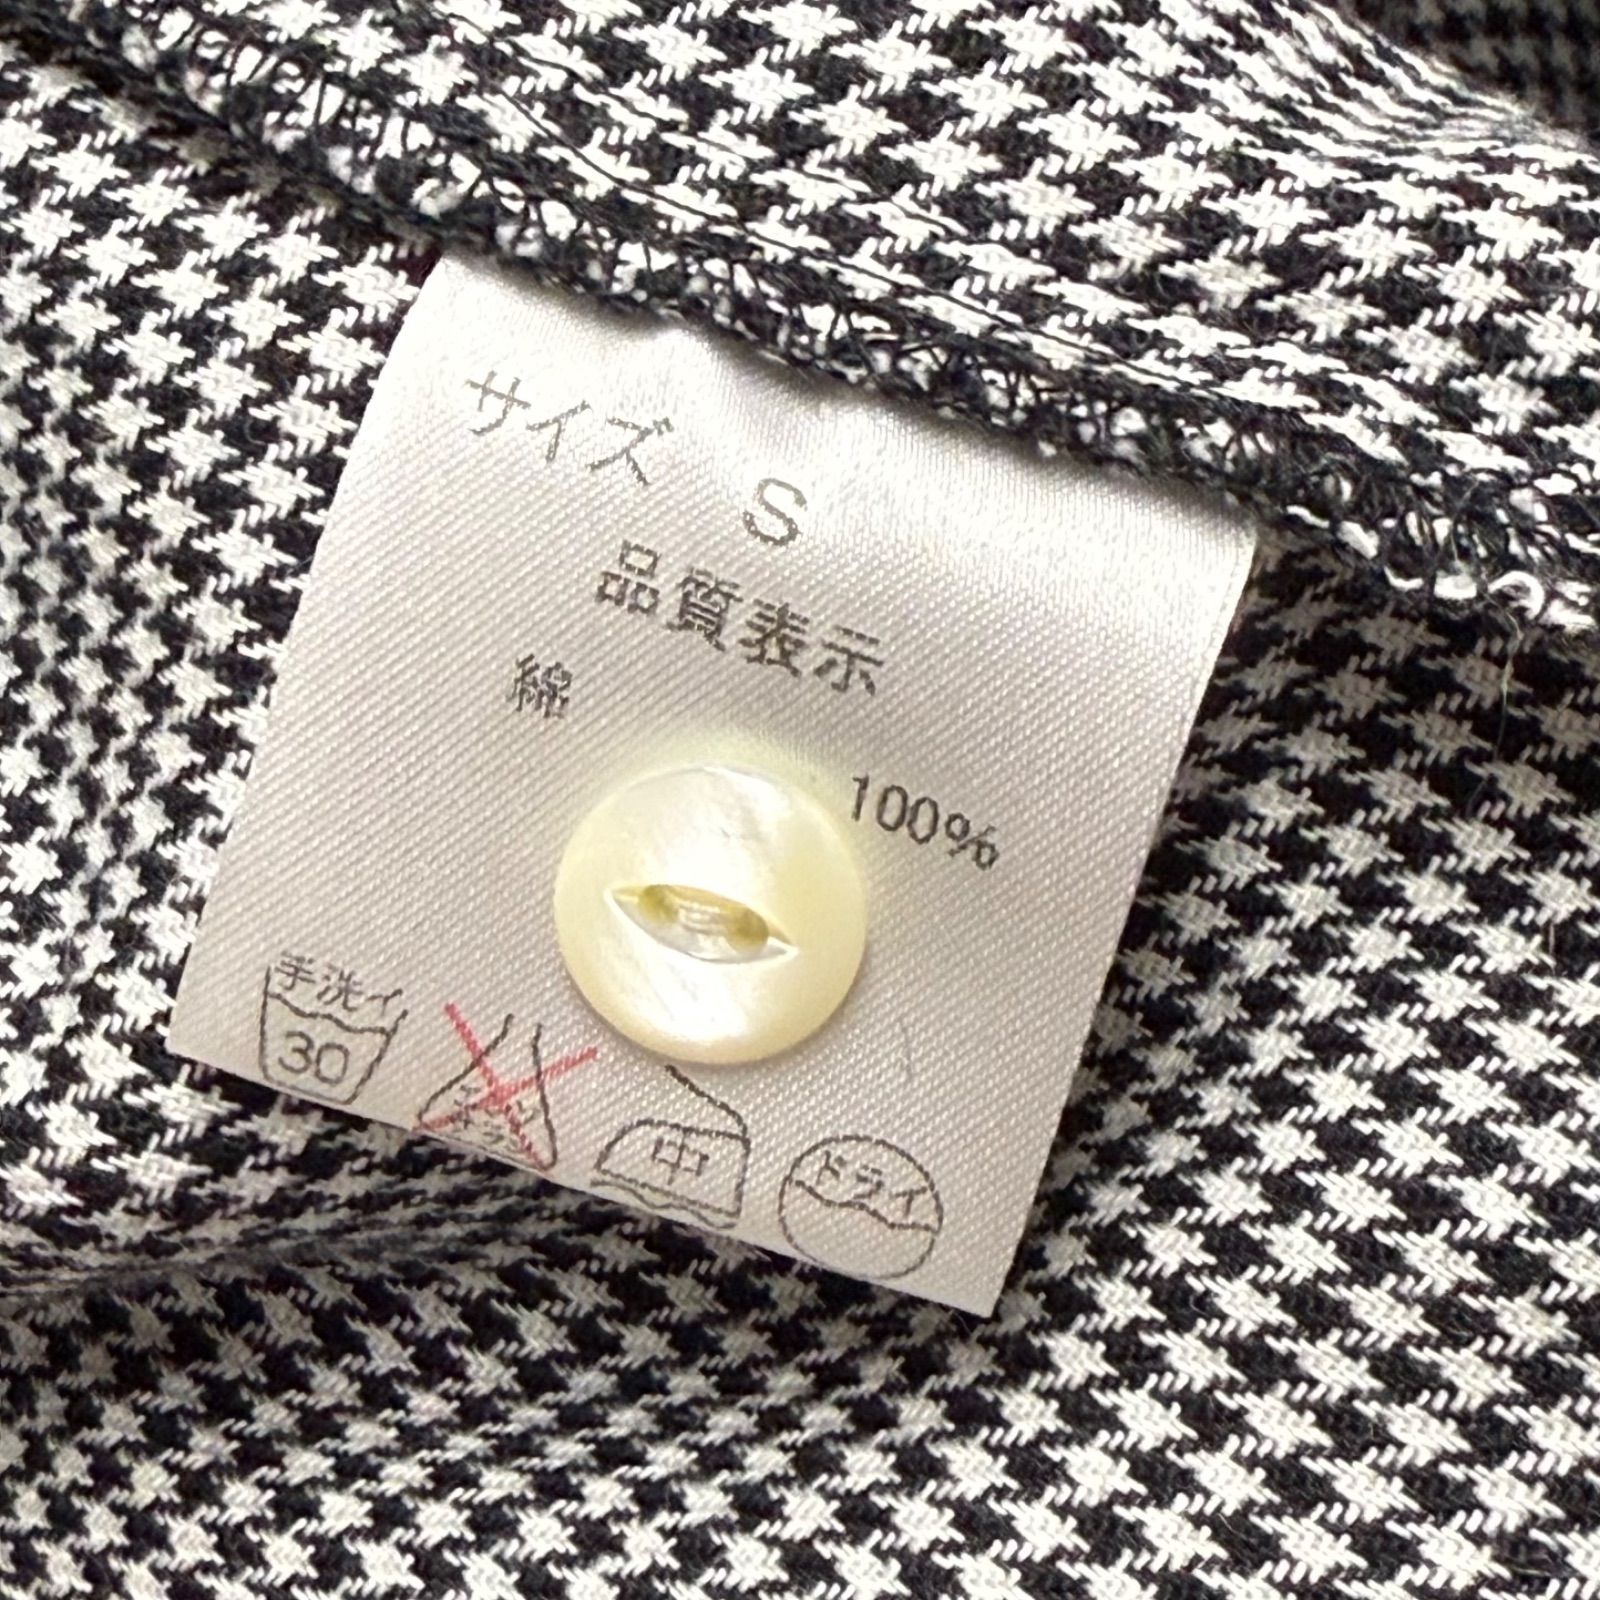 サイズ S
品質表示
綿 100%
手洗イ
30
中
ドライ